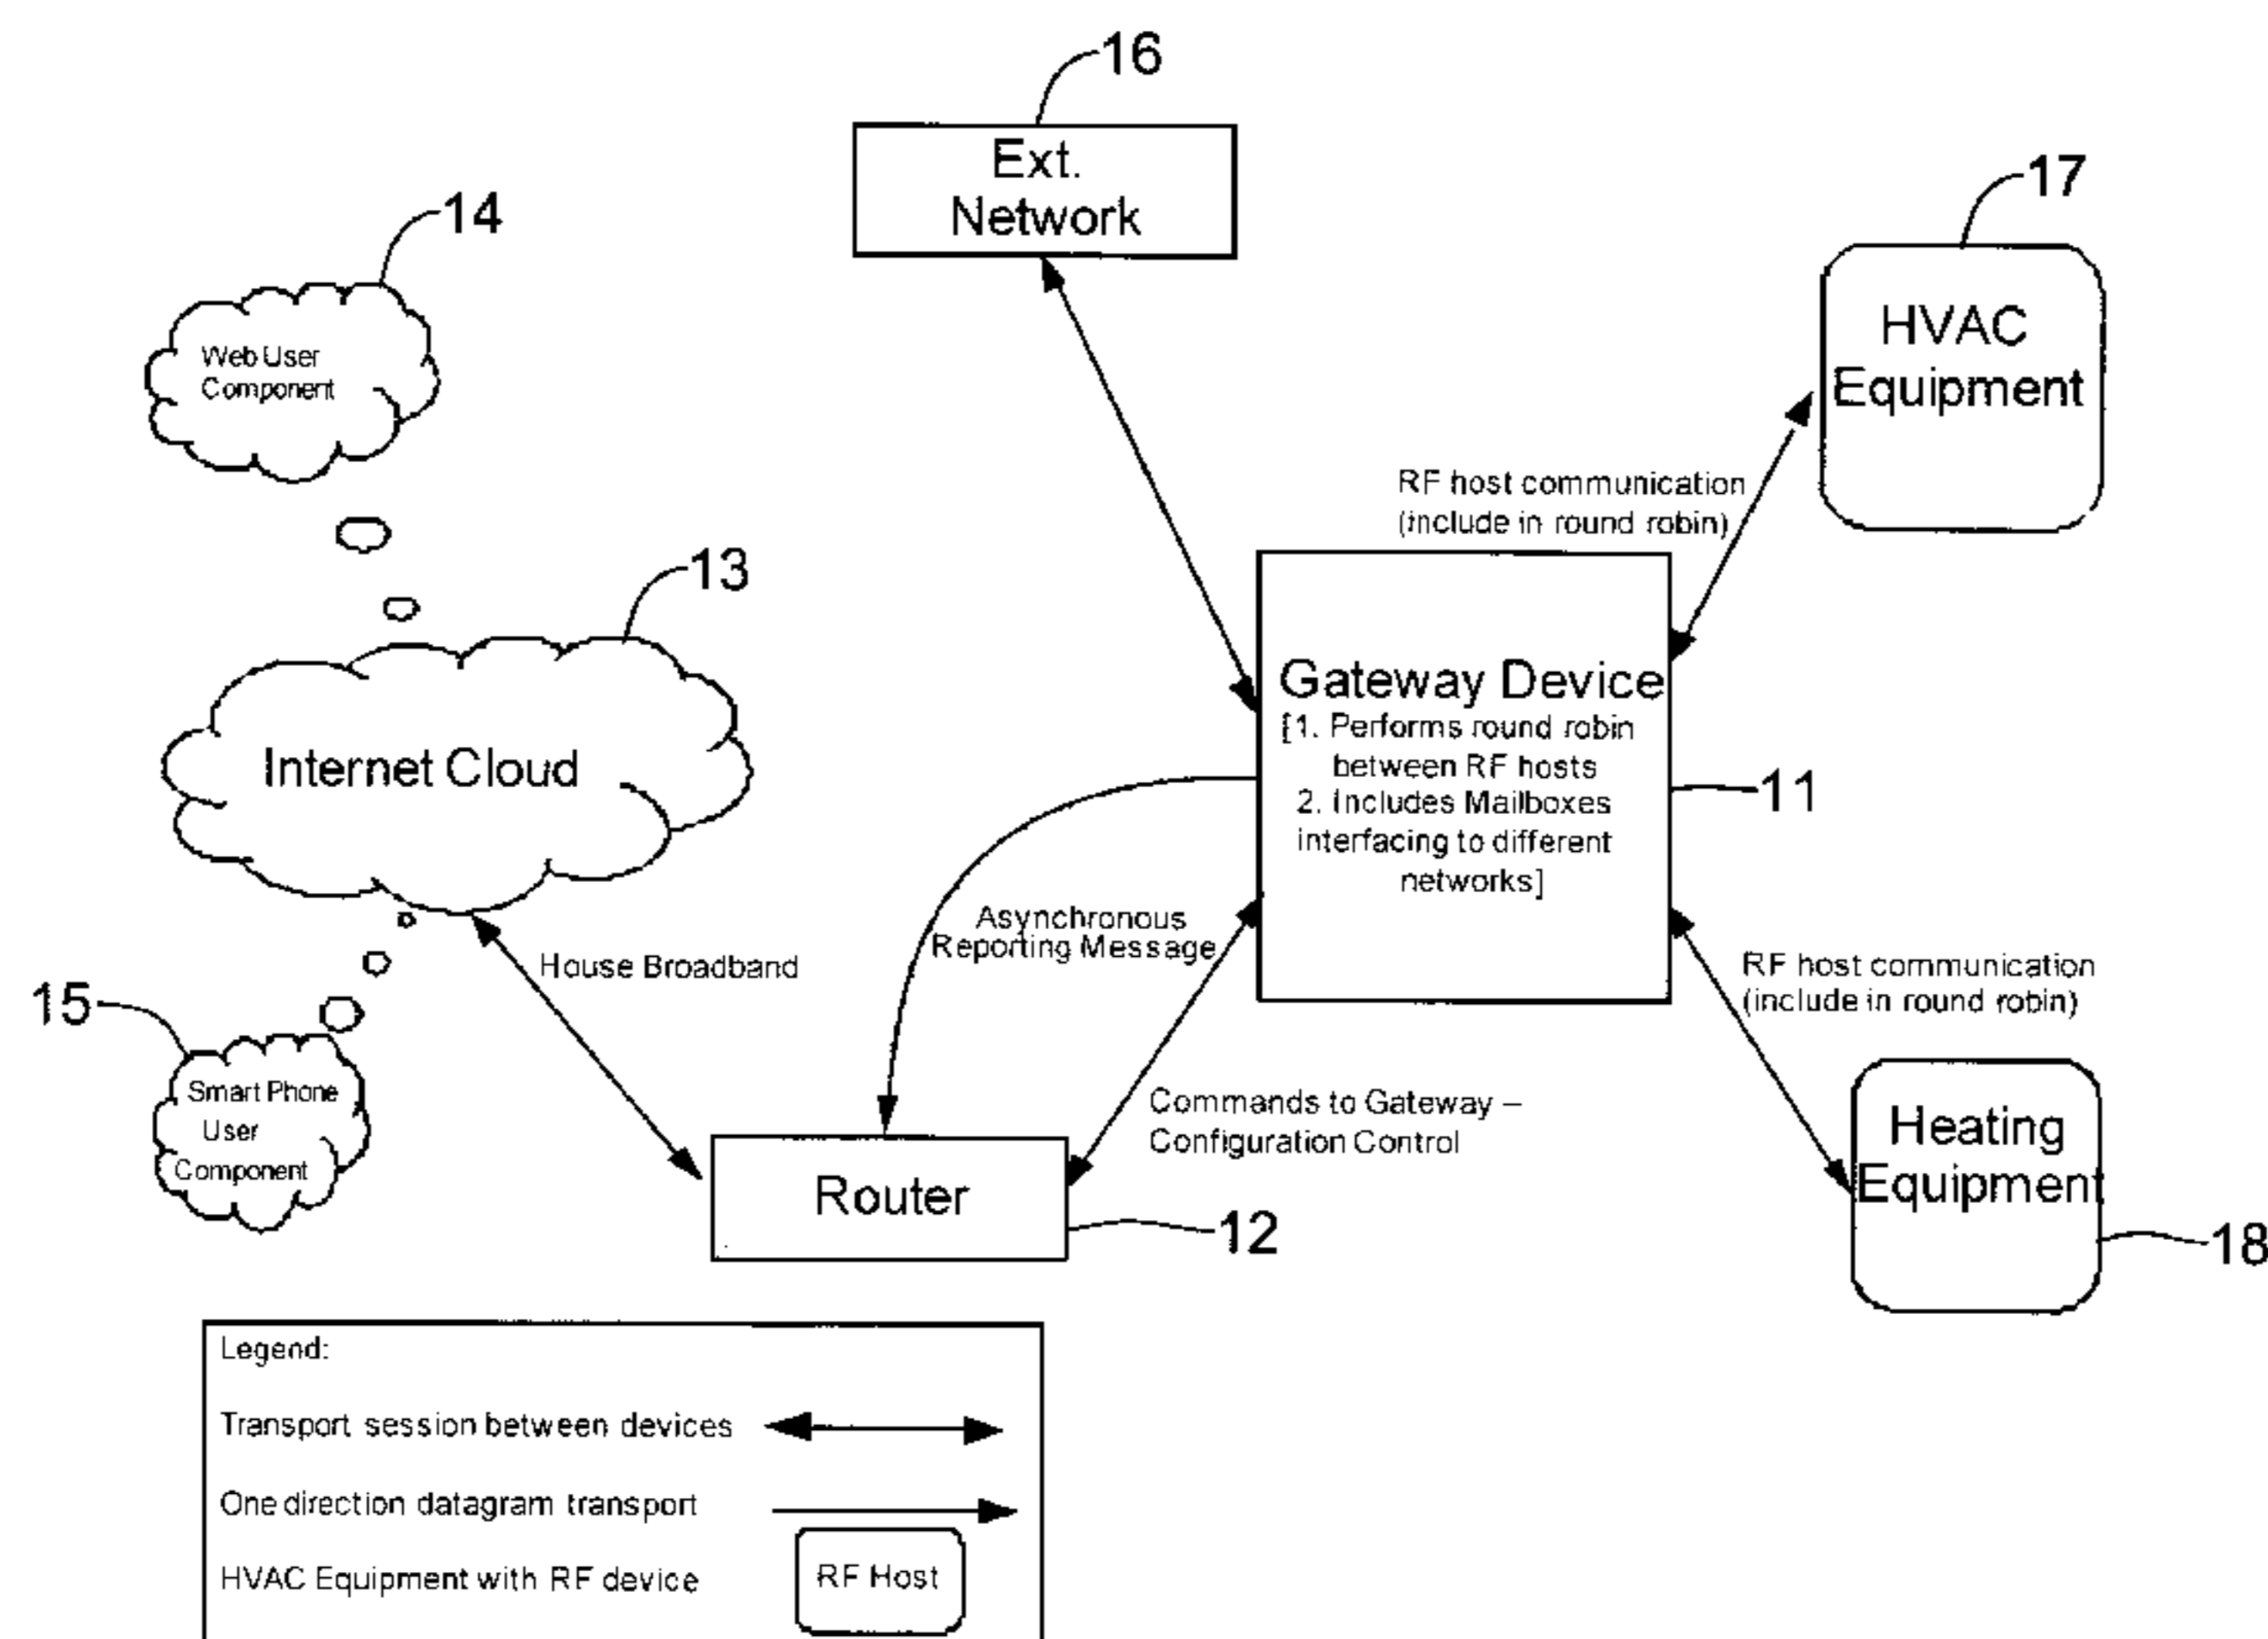 16
Ext.
Network
17
HVAC
Equipment
14
Web User
Component
RF host communication
(include in round robin)
13
Internet Cloud
Gateway Device
[1. Performs round robin
between RF hosts
2. Includes Mailboxes
interfacing to different
networks]
11
Asynchronous
Reporting Message
House Broadband
RF host communication
(include in round robin)
15
Smart Phone
User
Component
Commands to Gateway –
Configuration Control
Router
12
Heating
Equipment
18
Legend:
Transport session between devices
One direction datagram transport
HVAC Equipment with RF device
RF Host